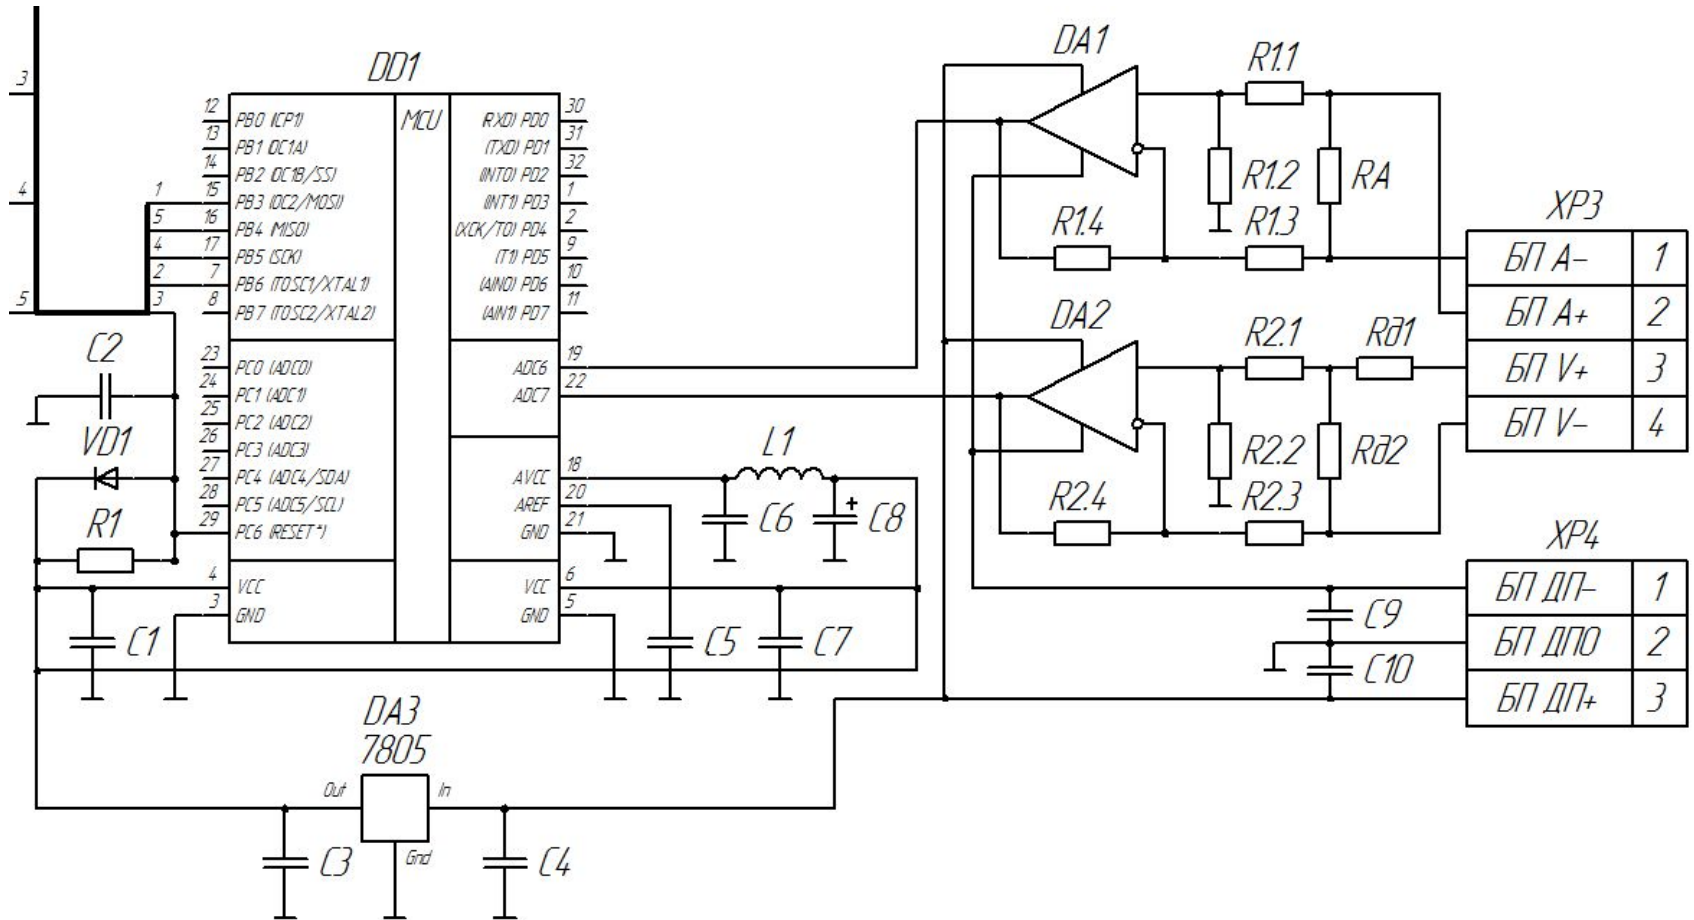 3
4
5
DD1
MCU
12 PB0 (ICP1)
13 PB1 (OC1A)
14 PB2 (OC1B/SS)
1 15 PB3 (OC2/MOSI)
5 16 PB4 (MISO)
4 17 PB5 (SCK)
2 7 PB6 (TOSC1/XTAL1)
3 8 PB7 (TOSC2/XTAL2)
23 PC0 (ADC0)
24 PC1 (ADC1)
25 PC2 (ADC2)
26 PC3 (ADC3)
27 PC4 (ADC4/SDA)
28 PC5 (ADC5/SCL)
29 PC6 (RESET*)
4 VCC
3 GND
(RXD) PD0 30
(TXD) PD1 31
(INT0) PD2 32
(INT1) PD3 1
(XCK/T0) PD4 2
(T1) PD5 9
(AIN0) PD6 10
(AIN1) PD7 11
ADC6 19
ADC7 22
AVCC 18
AREF 20
GND 21
VCC 6
GND 5
C2
VD1
R1
C1
L1
C6
+
C8
C5
C7
DA1
R1.1
R1.2
RA
R1.4
R1.3
DA2
R2.1
Rд1
R2.2
Rд2
R2.4
R2.3
XP3
БП А- 1
БП А+ 2
БП V+ 3
БП V- 4
XP4
БП ДП- 1
БП ДП0 2
БП ДП+ 3
C9
C10
DA3
7805
Out
In
Gnd
C3
C4